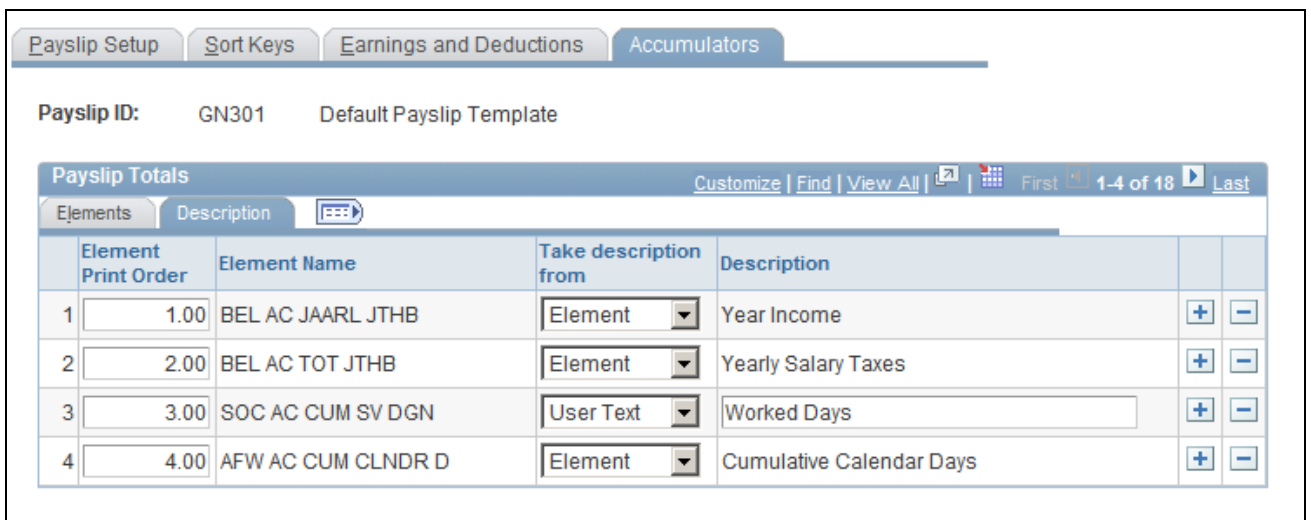 Payslip Setup Sort Keys Earnings and Deductions Accumulators
Payslip ID: GN301 Default Payslip Template
Payslip Totals Customize | Find | View All | | First 1-4 of 18 Last
Elements Description
Element Print Order Element Name Take description from Description
1 1.00 BEL AC JAARL JTHB Element Year Income
2 2.00 BEL AC TOT JTHB Element Yearly Salary Taxes
3 3.00 SOC AC CUM SV DGN User Text Worked Days
4 4.00 AFW AC CUM CLNDR D Element Cumulative Calendar Days